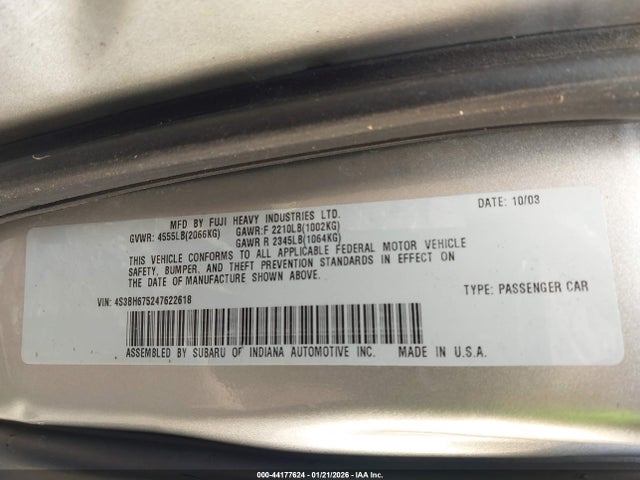 MFD BY FUJI HEAVY INDUSTRIES LTD.
DATE: 10/03
GVWR: 4555LB(2066KG) GAWR:F 2210LB(1002KG)
GAWR R 2345LB(1064KG)
THIS VEHICLE CONFORMS TO ALL APPLICABLE FEDERAL MOTOR VEHICLE
SAFETY, BUMPER, AND THEFT PREVENTION STANDARDS IN EFFECT ON
THE DATE OF MANUFACTURE SHOWN ABOVE.
VIN: 4S3BH675247622618
TYPE: PASSENGER CAR
ASSEMBLED BY SUBARU OF INDIANA AUTOMOTIVE INC. MADE IN U.S.A.
000-44177624 - 01/21/2026 - IAA Inc.